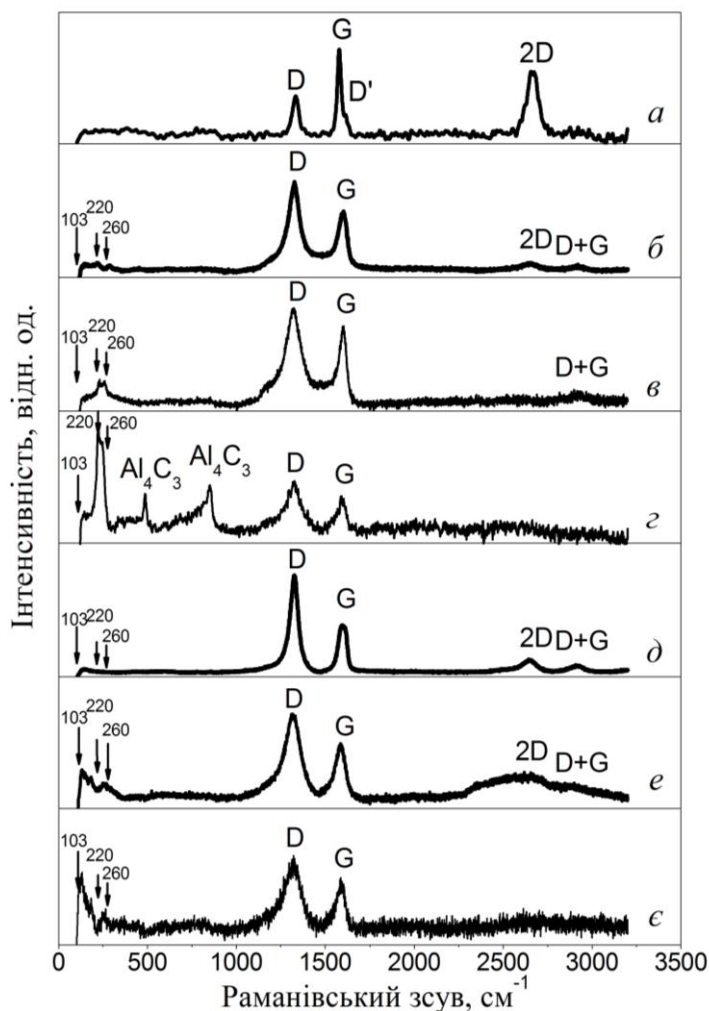 G
D
D'
2D
а
103
220
260
D
G
2D
D+G
б
103
220
260
D
G
D+G
в
220
260
103
Al4C3
Al4C3
D
G
г
103
220
260
D
G
2D
D+G
д
103
220
260
D
G
2D
D+G
е
103
220
260
D
G
є
0
500
1000
1500
2000
2500
3000
3500
Раманівський зсув, см-1
Інтенсивність, відн. од.